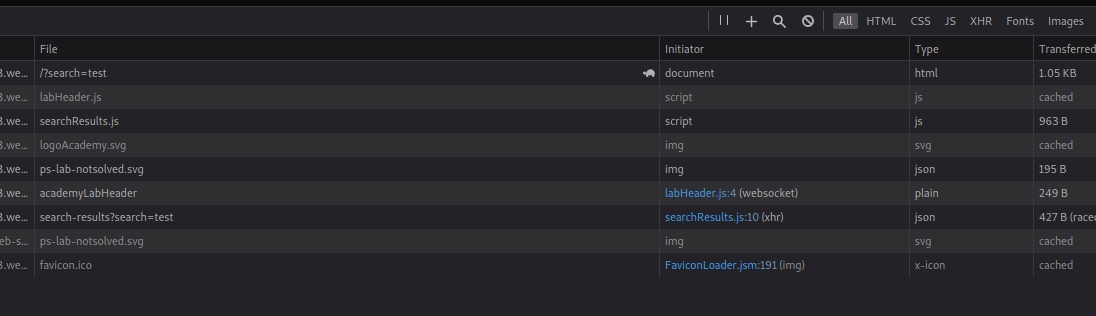 All HTML CSS JS XHR Fonts Images
File Initiator Type Transferred
3.we… /?search=test document html 1.05 KB
3.we… labHeader.js script js cached
3.we… searchResults.js script js 963 B
3.we… logoAcademy.svg img svg cached
3.we… ps-lab-notsolved.svg img json 195 B
3.we… academyLabHeader labHeader.js:4 (websocket) plain 249 B
3.we… search-results?search=test searchResults.js:10 (xhr) json 427 B (raced
eb-s… ps-lab-notsolved.svg img svg cached
3.we… favicon.ico FaviconLoader.jsm:191 (img) x-icon cached